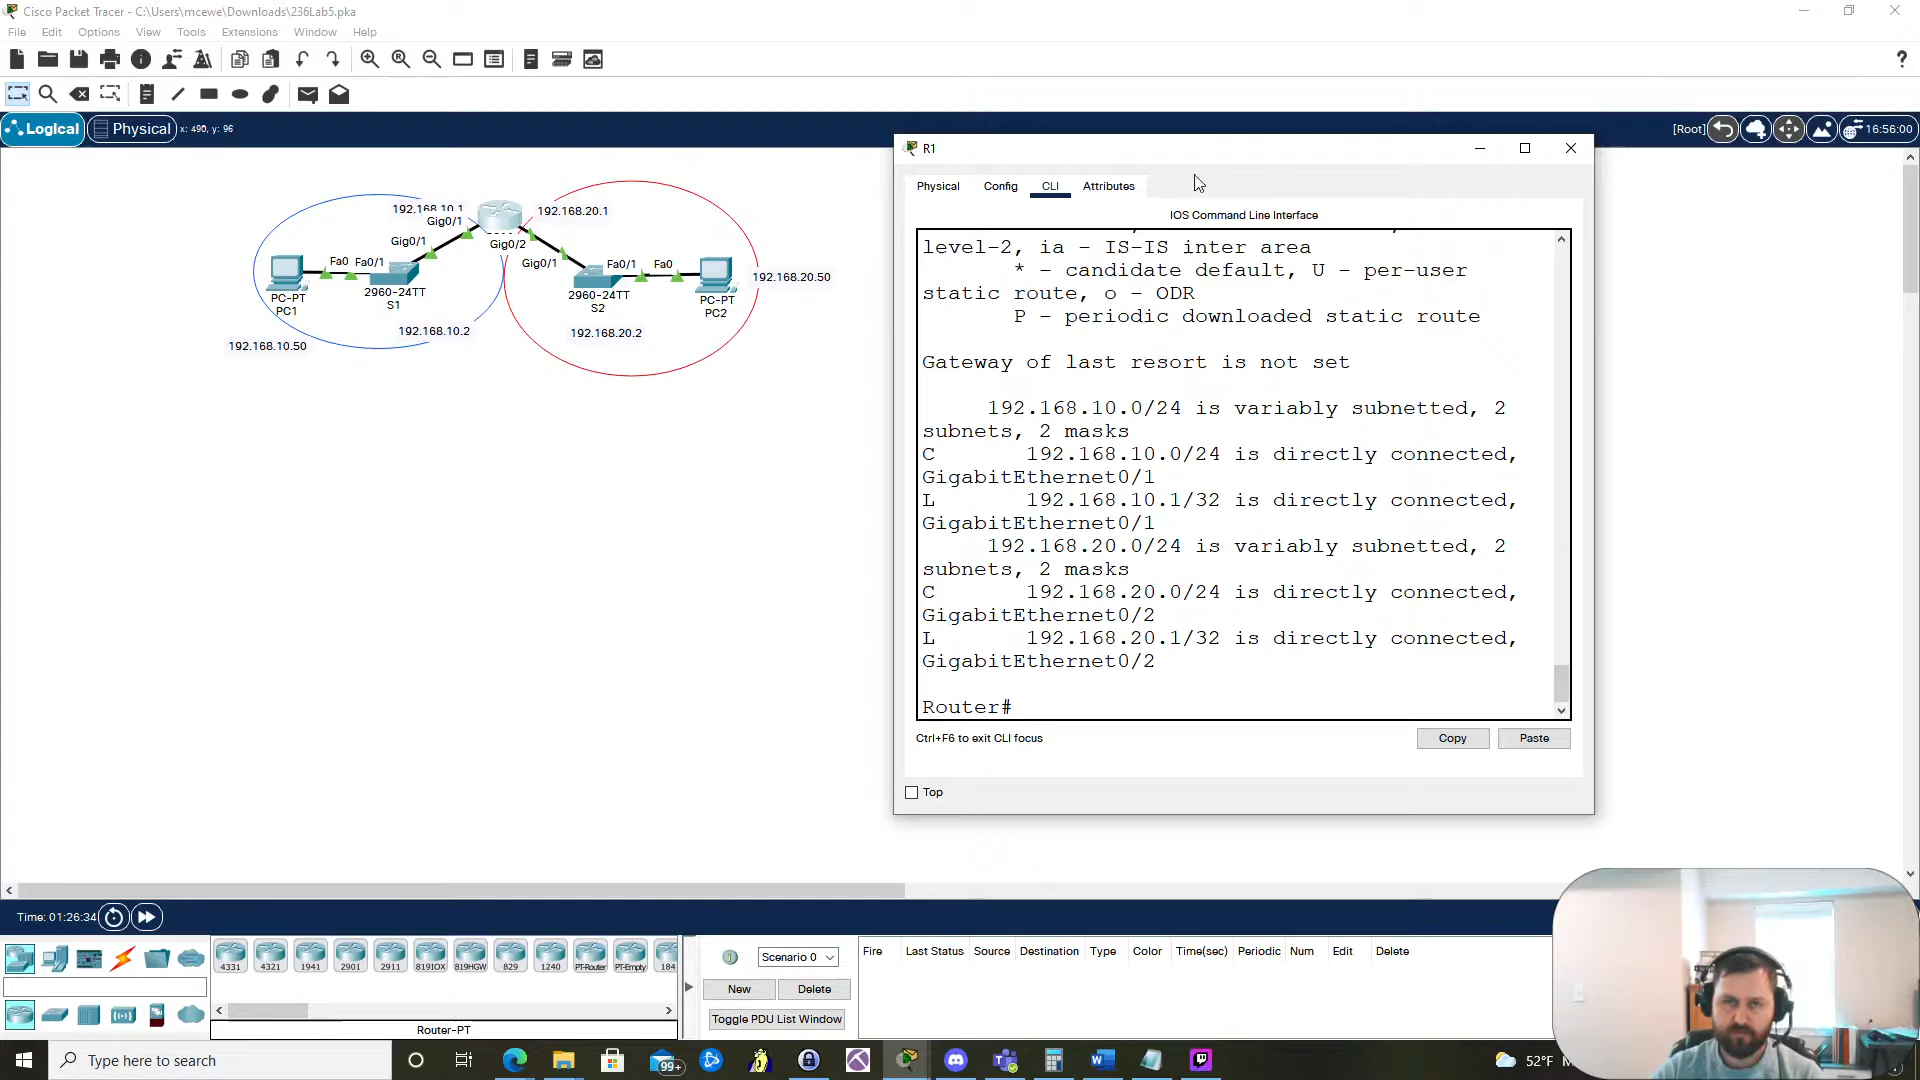 Cisco Packet Tracer - C:\Users\mcewe\Downloads\236Lab5.pka
File Edit Options View Tools Extensions Window Help
Logical Physical x: 490, y: 96
[Root] 16:56:00
192.168.10.1
Gig0/1
192.168.20.1
Gig0/1
Gig0/2
Fa0 Fa0/1
Gig0/1
Fa0/1 Fa0
192.168.20.50
PC-PT
PC1
2960-24TT
S1
2960-24TT
S2
PC-PT
PC2
192.168.10.2
192.168.20.2
192.168.10.50
R1
Physical Config CLI Attributes
IOS Command Line Interface
level-2, ia - IS-IS inter area
* - candidate default, U - per-user
static route, o - ODR
P - periodic downloaded static route
Gateway of last resort is not set
192.168.10.0/24 is variably subnetted, 2
subnets, 2 masks
C 192.168.10.0/24 is directly connected,
GigabitEthernet0/1
L 192.168.10.1/32 is directly connected,
GigabitEthernet0/1
192.168.20.0/24 is variably subnetted, 2
subnets, 2 masks
C 192.168.20.0/24 is directly connected,
GigabitEthernet0/2
L 192.168.20.1/32 is directly connected,
GigabitEthernet0/2
Router#
Ctrl+F6 to exit CLI focus
Copy Paste
Top
Time: 01:26:34
4331 4321 1941 2901 2911 819IOX 819HGW 829 1240 PT-Router PT-Empty 184
Router-PT
Scenario 0
New Delete
Toggle PDU List Window
Fire Last Status Source Destination Type Color Time(sec) Periodic Num Edit Delete
Type here to search
99+
52°F